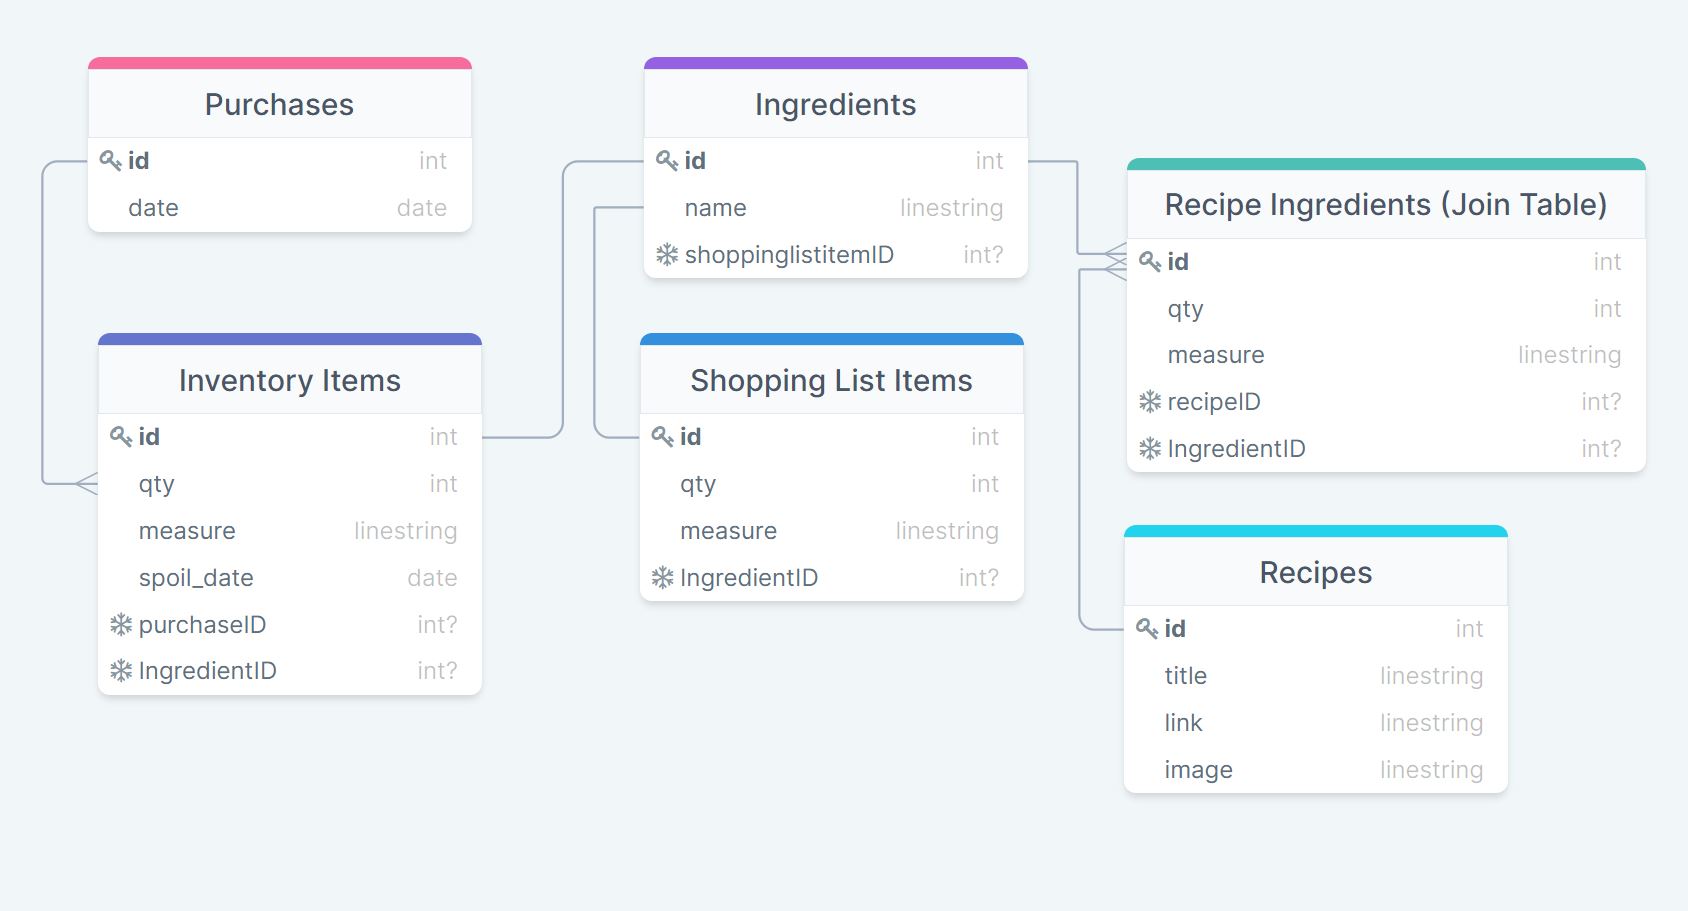 Purchases
id int
date date
Ingredients
id int
name linestring
shoppinglistitemID int?
Recipe Ingredients (Join Table)
id int
qty int
measure linestring
recipeID int?
IngredientID int?
Inventory Items
id int
qty int
measure linestring
spoil_date date
purchaseID int?
IngredientID int?
Shopping List Items
id int
qty int
measure linestring
IngredientID int?
Recipes
id int
title linestring
link linestring
image linestring